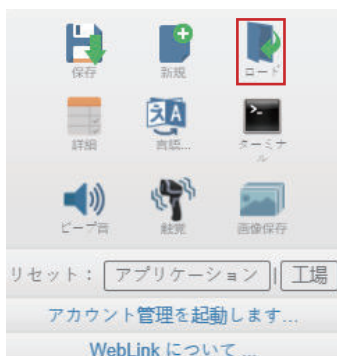 保存 新規 ロード
詳細 言語... ターミナル
ビープ音 触覚 画像保存
リセット： アプリケーション | 工場
アカウント管理を起動します...
WebLink について ...